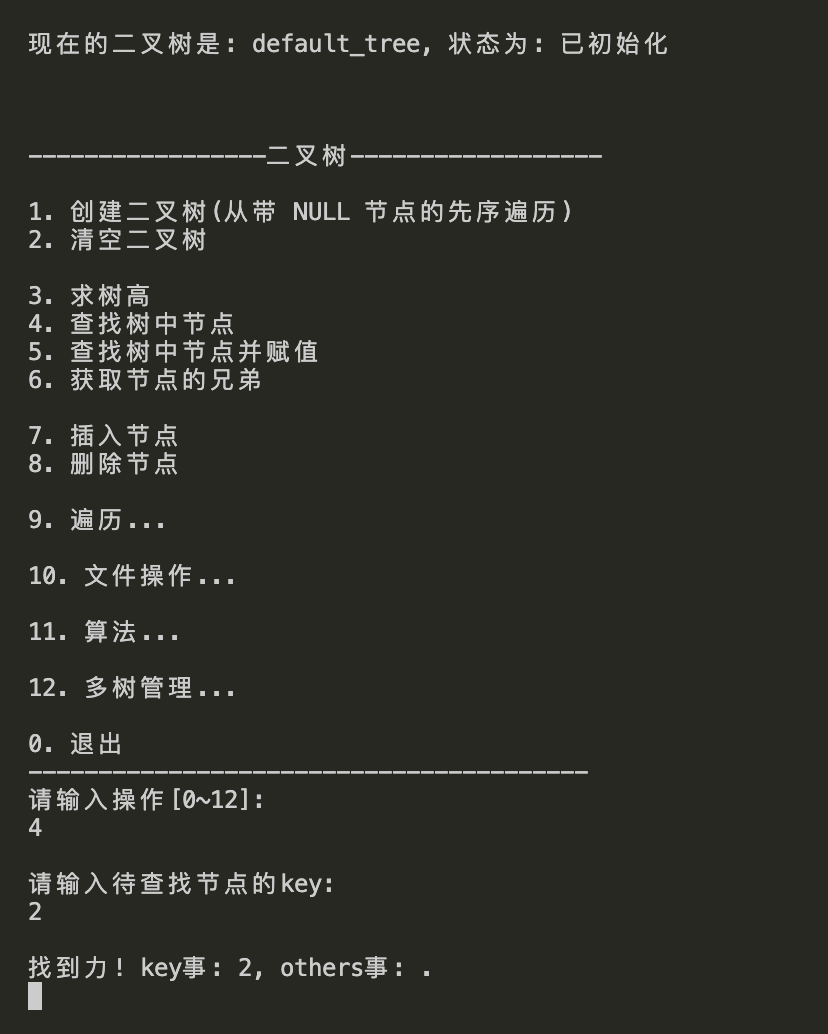 现在的二叉树是: default_tree, 状态为: 已初始化
-----------------二叉树------------------
1. 创建二叉树(从带 NULL 节点的先序遍历)
2. 清空二叉树
3. 求树高
4. 查找树中节点
5. 查找树中节点并赋值
6. 获取节点的兄弟
7. 插入节点
8. 删除节点
9. 遍历...
10. 文件操作...
11. 算法...
12. 多树管理...
0. 退出
----------------------------------------
请输入操作[0~12]:
4
请输入待查找节点的key:
2
找到力! key事: 2, others事: .